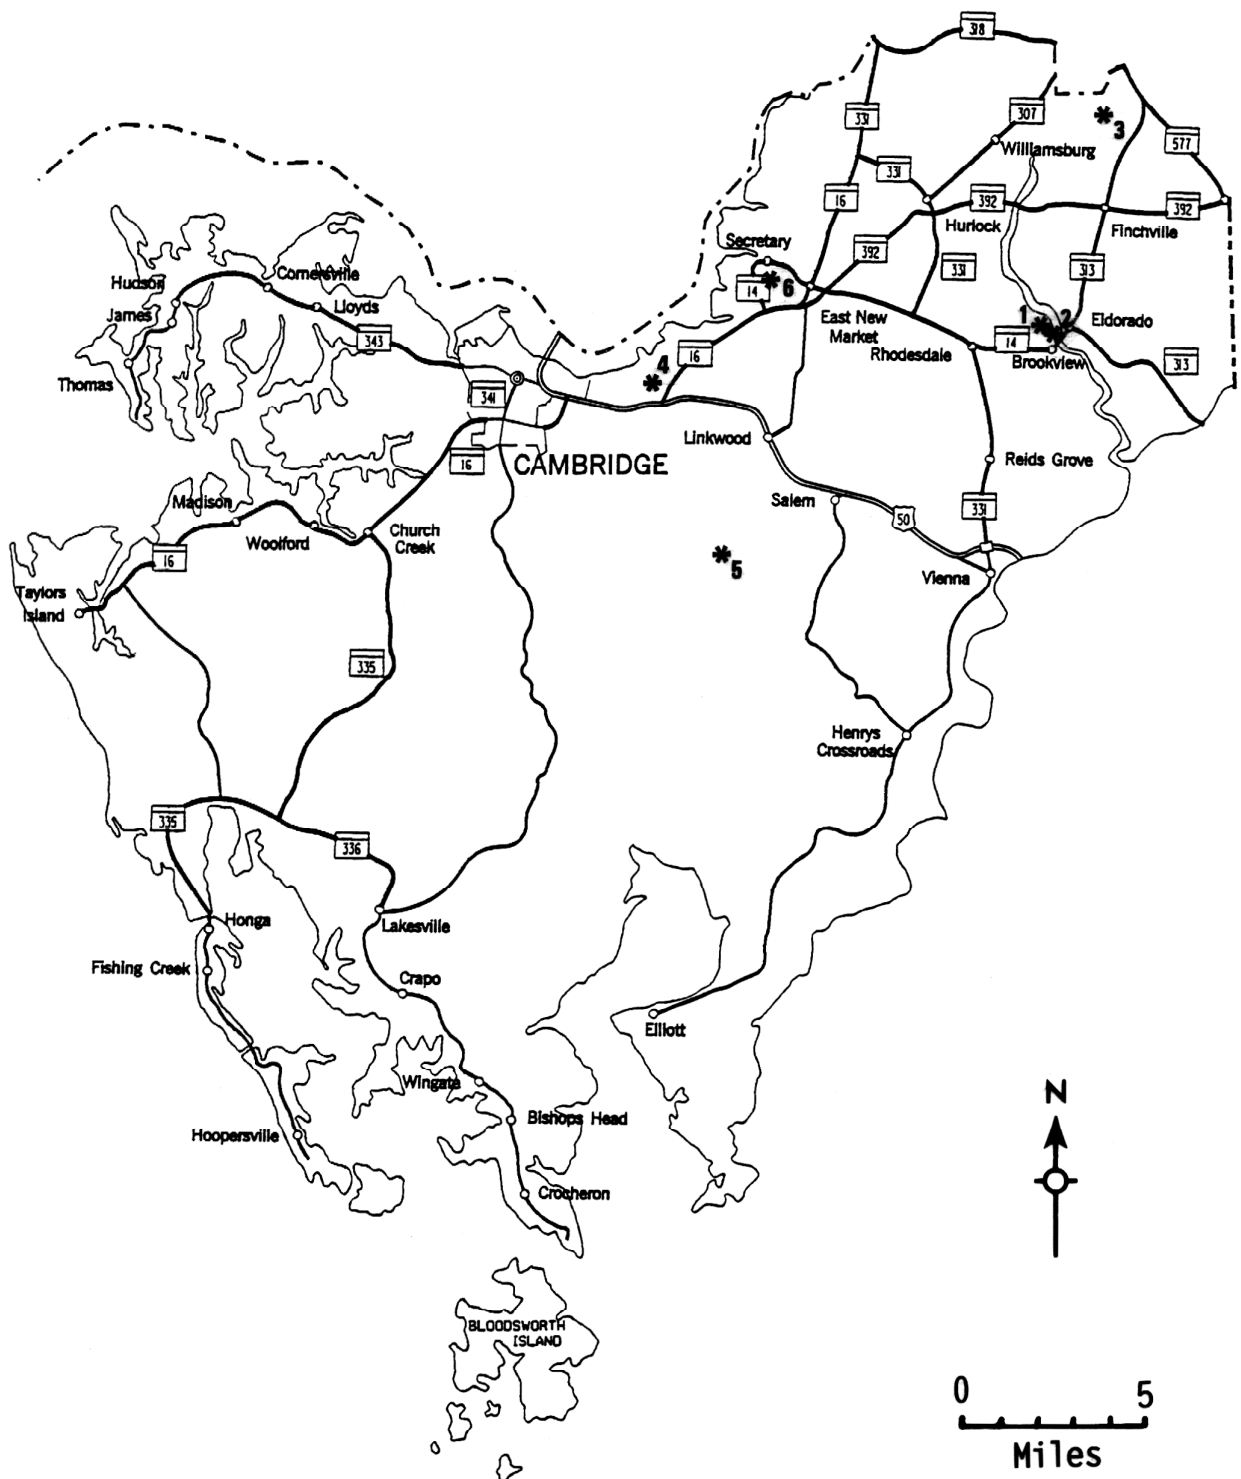 318
331
307
3
577
Williamsburg
331
16
392
392
Hurlock
Finchville
Secretary
392
331
313
14
6
Hudson
Cornersville
James
Lloyds
343
East New
Market
1
2
Eldorado
Rhodesdale
14
Brookview
313
Thomas
16
4
341
Linkwood
16
CAMBRIDGE
Reids Grove
Madison
Woolford
Church
Creek
Salem
331
50
16
5
Vienna
Taylors
Island
335
Henrys
Crossroads
335
336
Honga
Lakesville
Fishing Creek
Crapo
Elliott
Wingate
Bishops Head
N
Hoopersville
Crocheron
BLOODSWORTH
ISLAND
0 5
Miles